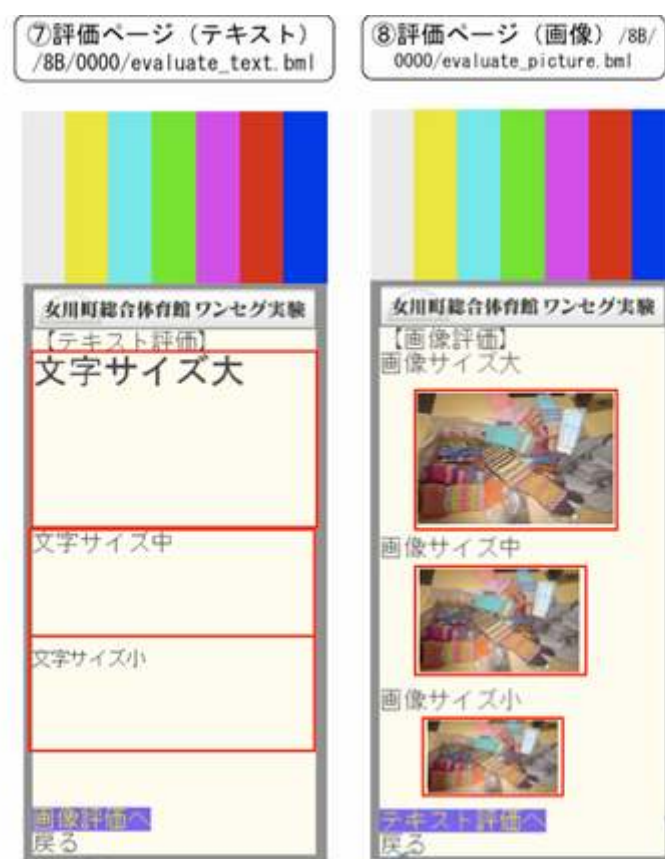 ⑦評価ページ（テキスト）
/8B/0000/evaluate_text.bml
女川町総合体育館 ワンセグ実験
【テキスト評価】
文字サイズ大
文字サイズ中
文字サイズ小
画像評価へ
戻る
⑧評価ページ（画像）/8B/
0000/evaluate_picture.bml
女川町総合体育館 ワンセグ実験
【画像評価】
画像サイズ大
画像サイズ中
画像サイズ小
テキスト評価へ
戻る